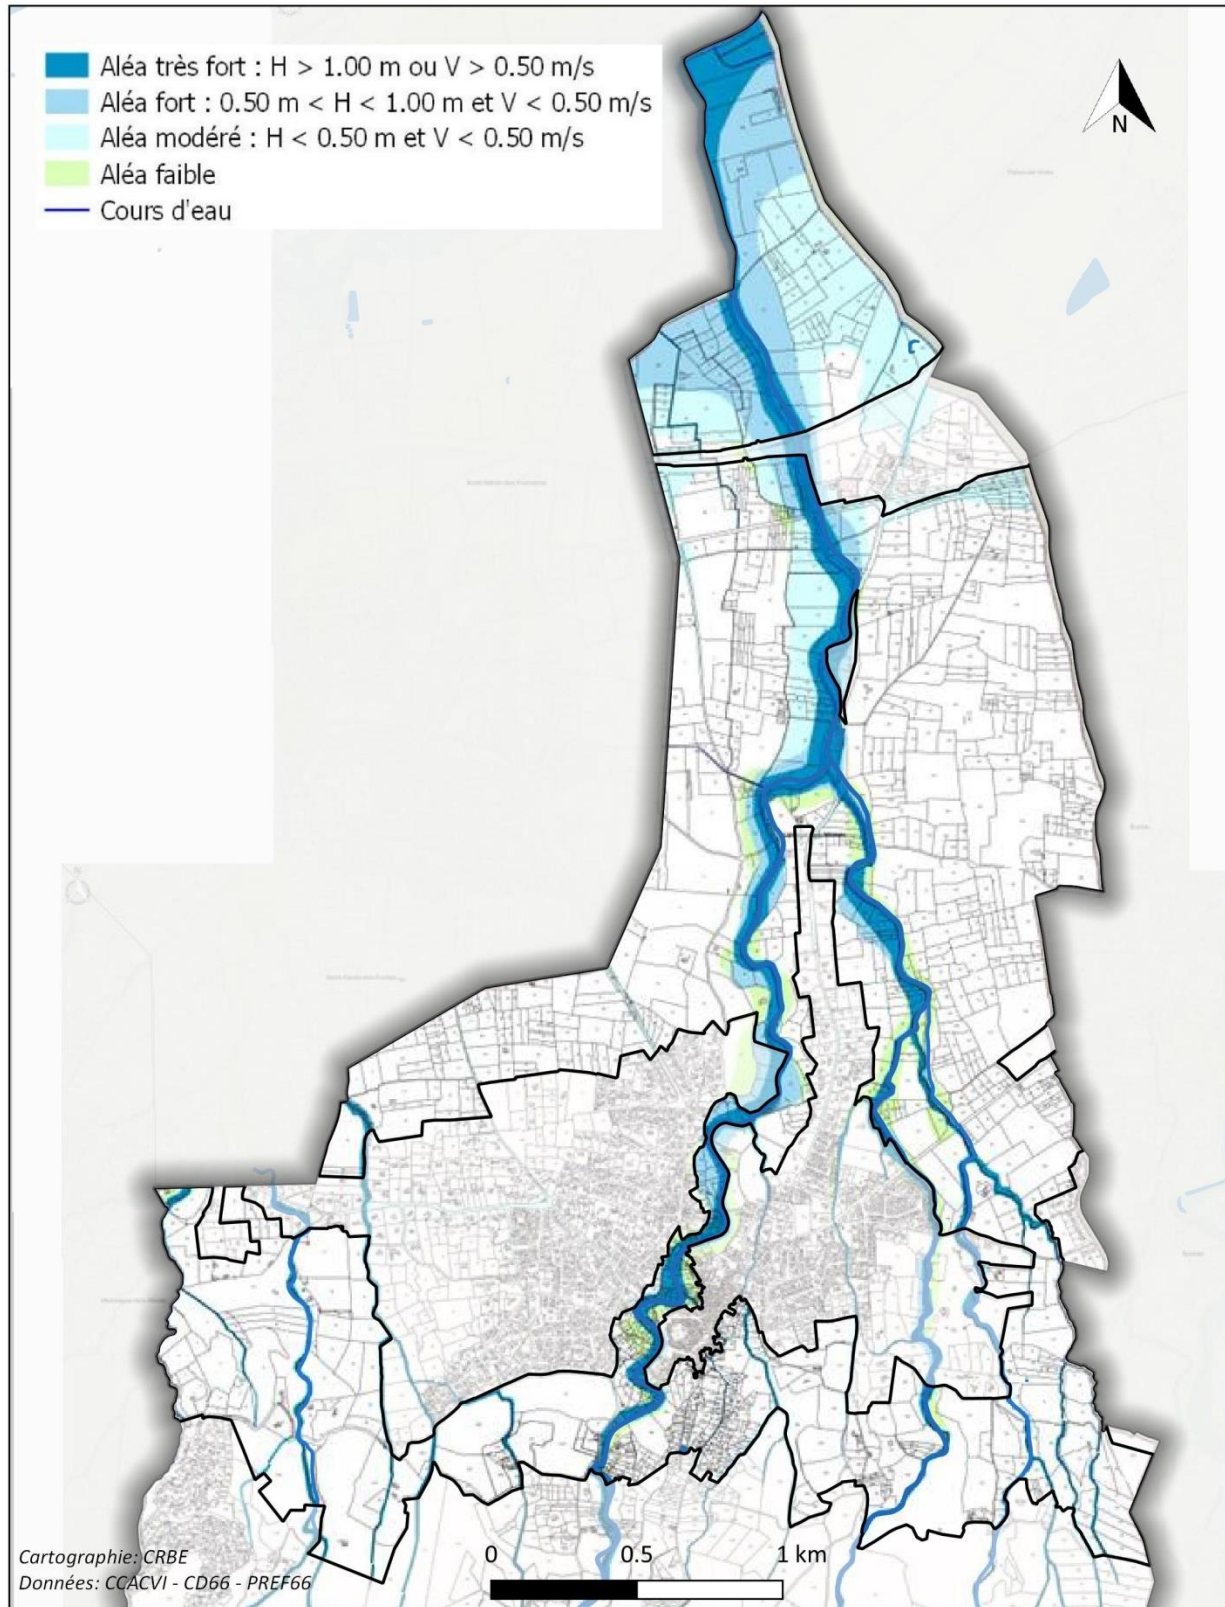 Aléa très fort : H > 1.00 m ou V > 0.50 m/s
Aléa fort : 0.50 m < H < 1.00 m et V < 0.50 m/s
Aléa modéré : H < 0.50 m et V < 0.50 m/s
Aléa faible
Cours d'eau
N
Cartographie: CRBE
Données: CCACVI - CD66 - PREF66
0 0.5 1 km